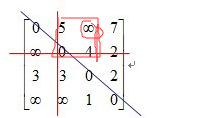 0 5 ∞ 7
∞ 0 4 2
3 3 0 2
∞ ∞ 1 0